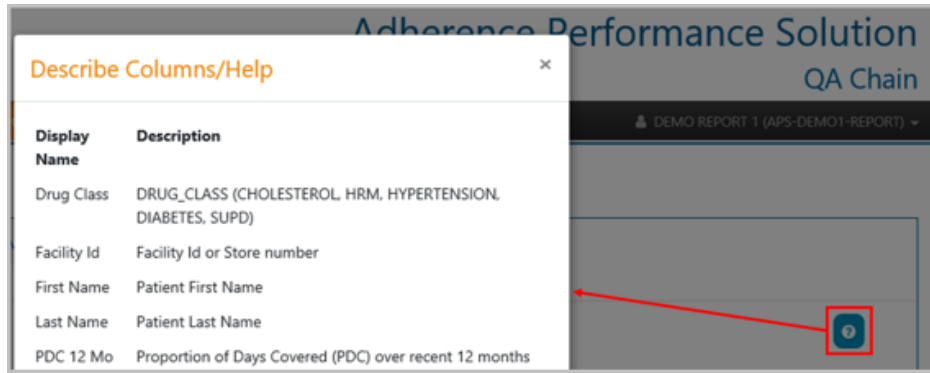 Adherence Performance Solution
QA Chain
DEMO REPORT 1 (APS-DEMO1-REPORT)
Describe Columns/Help ×
Display Name Description
Drug Class DRUG_CLASS (CHOLESTEROL, HRM, HYPERTENSION,
DIABETES, SUPD)
Facility Id Facility Id or Store number
First Name Patient First Name
Last Name Patient Last Name
PDC 12 Mo Proportion of Days Covered (PDC) over recent 12 months
?